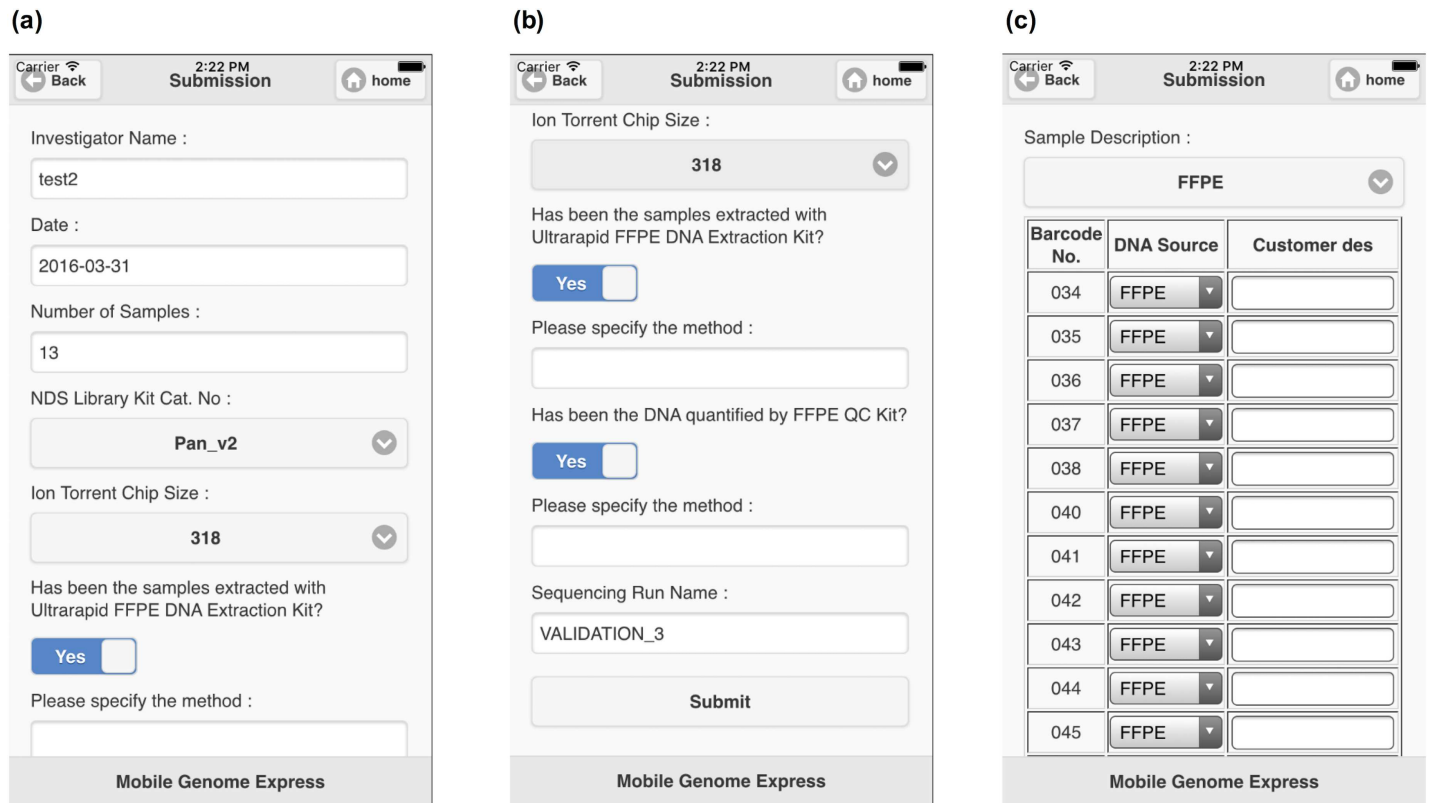 (a)
Carrier
2:22 PM
Back
Submission
home
Investigator Name :
test2
Date :
2016-03-31
Number of Samples :
13
NDS Library Kit Cat. No :
Pan_v2
Ion Torrent Chip Size :
318
Has been the samples extracted with
Ultrarapid FFPE DNA Extraction Kit?
Yes
Please specify the method :
Mobile Genome Express
(b)
Carrier
2:22 PM
Back
Submission
home
Ion Torrent Chip Size :
318
Has been the samples extracted with
Ultrarapid FFPE DNA Extraction Kit?
Yes
Please specify the method :
Has been the DNA quantified by FFPE QC Kit?
Yes
Please specify the method :
Sequencing Run Name :
VALIDATION_3
Submit
Mobile Genome Express
(c)
Carrier
2:22 PM
Back
Submission
home
Sample Description :
FFPE
Barcode No. DNA Source Customer des
034 FFPE
035 FFPE
036 FFPE
037 FFPE
038 FFPE
040 FFPE
041 FFPE
042 FFPE
043 FFPE
044 FFPE
045 FFPE
Mobile Genome Express